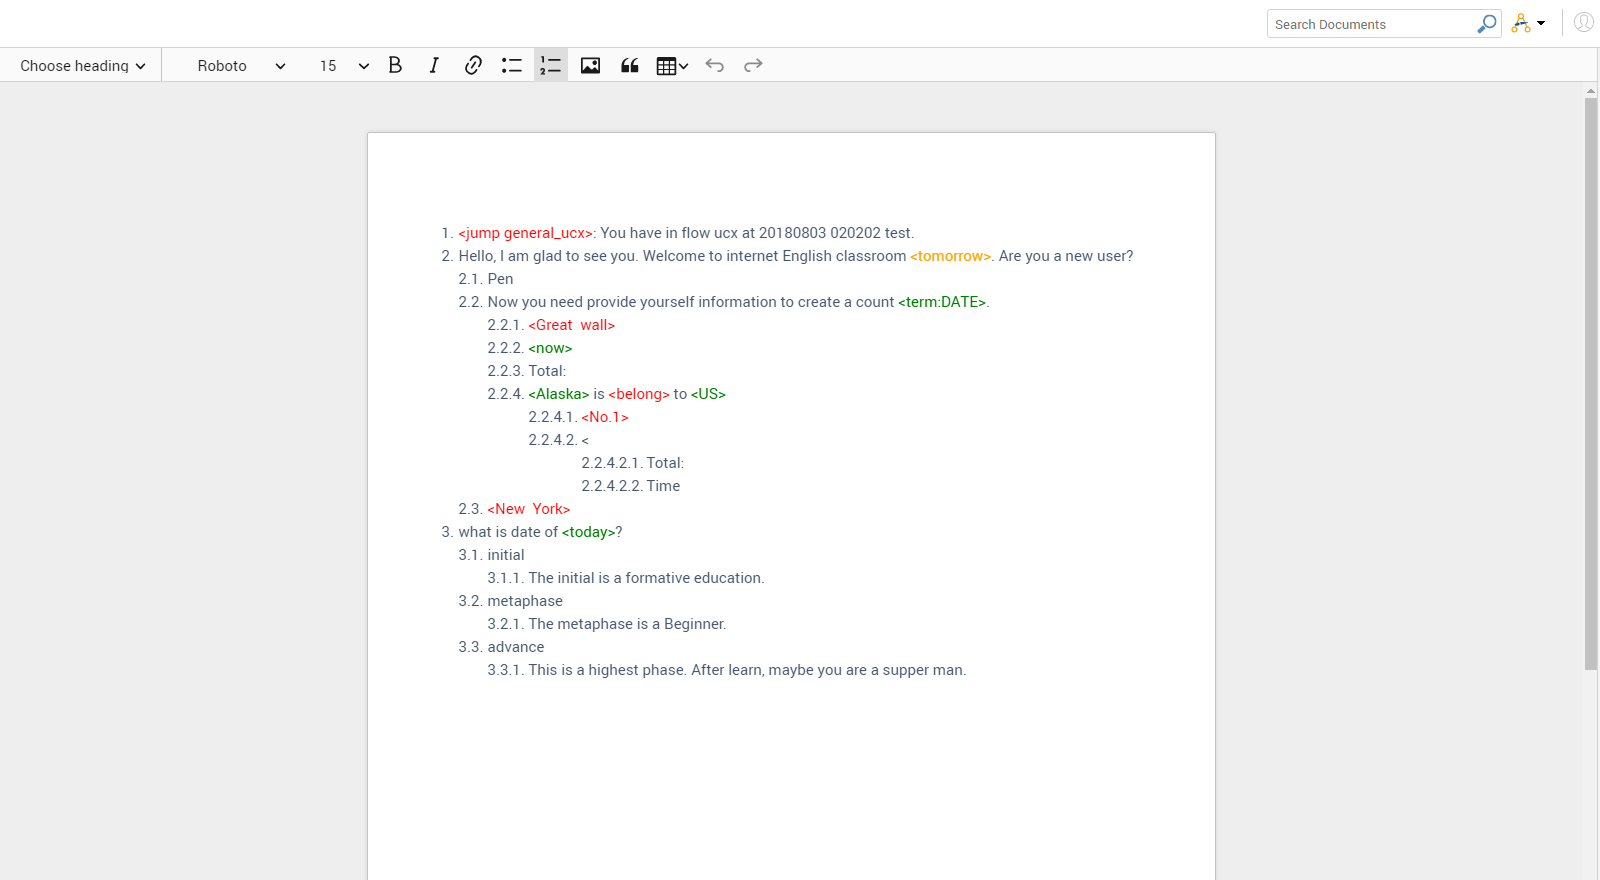 Search Documents
Choose heading Roboto 15
1. <jump general_ucx>: You have in flow ucx at 20180803 020202 test.
2. Hello, I am glad to see you. Welcome to internet English classroom <tomorrow>. Are you a new user?
2.1. Pen
2.2. Now you need provide yourself information to create a count <term:DATE>.
2.2.1. <Great  wall>
2.2.2. <now>
2.2.3. Total:
2.2.4. <Alaska> is <belong> to <US>
2.2.4.1. <No.1>
2.2.4.2. <
2.2.4.2.1. Total:
2.2.4.2.2. Time
2.3. <New  York>
3. what is date of <today>?
3.1. initial
3.1.1. The initial is a formative education.
3.2. metaphase
3.2.1. The metaphase is a Beginner.
3.3. advance
3.3.1. This is a highest phase. After learn, maybe you are a supper man.